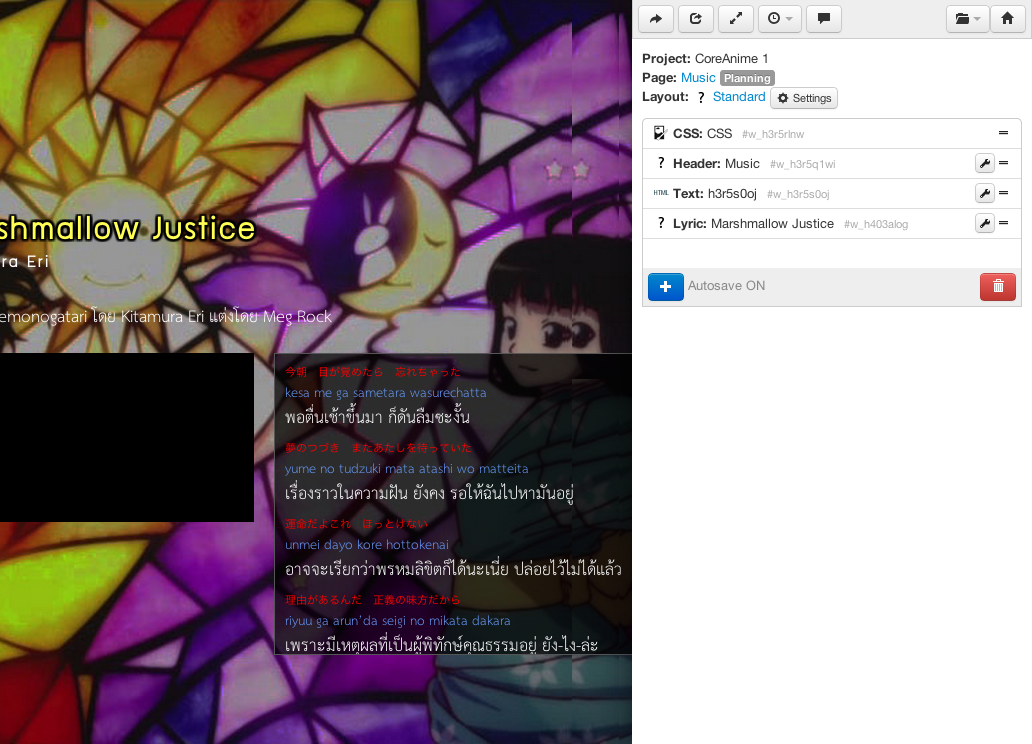 shmallow Justice
ra Eri
emonogatari โดย Kitamura Eri แต่งโดย Meg Rock
今朝　目が覚めたら　忘れちゃった
kesa me ga sametara wasurechatta
พอตื่นเช้าขึ้นมา ก็ดันลืมซะงั้น
夢のつづき　またあたしを待っていた
yume no tudzuki mata atashi wo matteita
เรื่องราวในความฝัน ยังคง รอให้ฉันไปหามันอยู่
運命だよこれ　ほっとけない
unmei dayo kore hottokenai
อาจจะเรียกว่าพรหมลิขิตก็ได้นะเนี่ย ปล่อยไว้ไม่ได้แล้ว
理由があるんだ　正義の味方だから
riyuu ga arun'da seigi no mikata dakara
เพราะมีเหตุผลที่เป็นผู้พิทักษ์คุณธรรมอยู่ ยัง-ไง-ล่ะ
Project: CoreAnime 1
Page: Music Planning
Layout: ? Standard Settings
CSS: CSS #w_h3r5rlnw
? Header: Music #w_h3r5q1wi
HTML Text: h3r5s0oj #w_h3r5s0oj
? Lyric: Marshmallow Justice #w_h403alog
Autosave ON